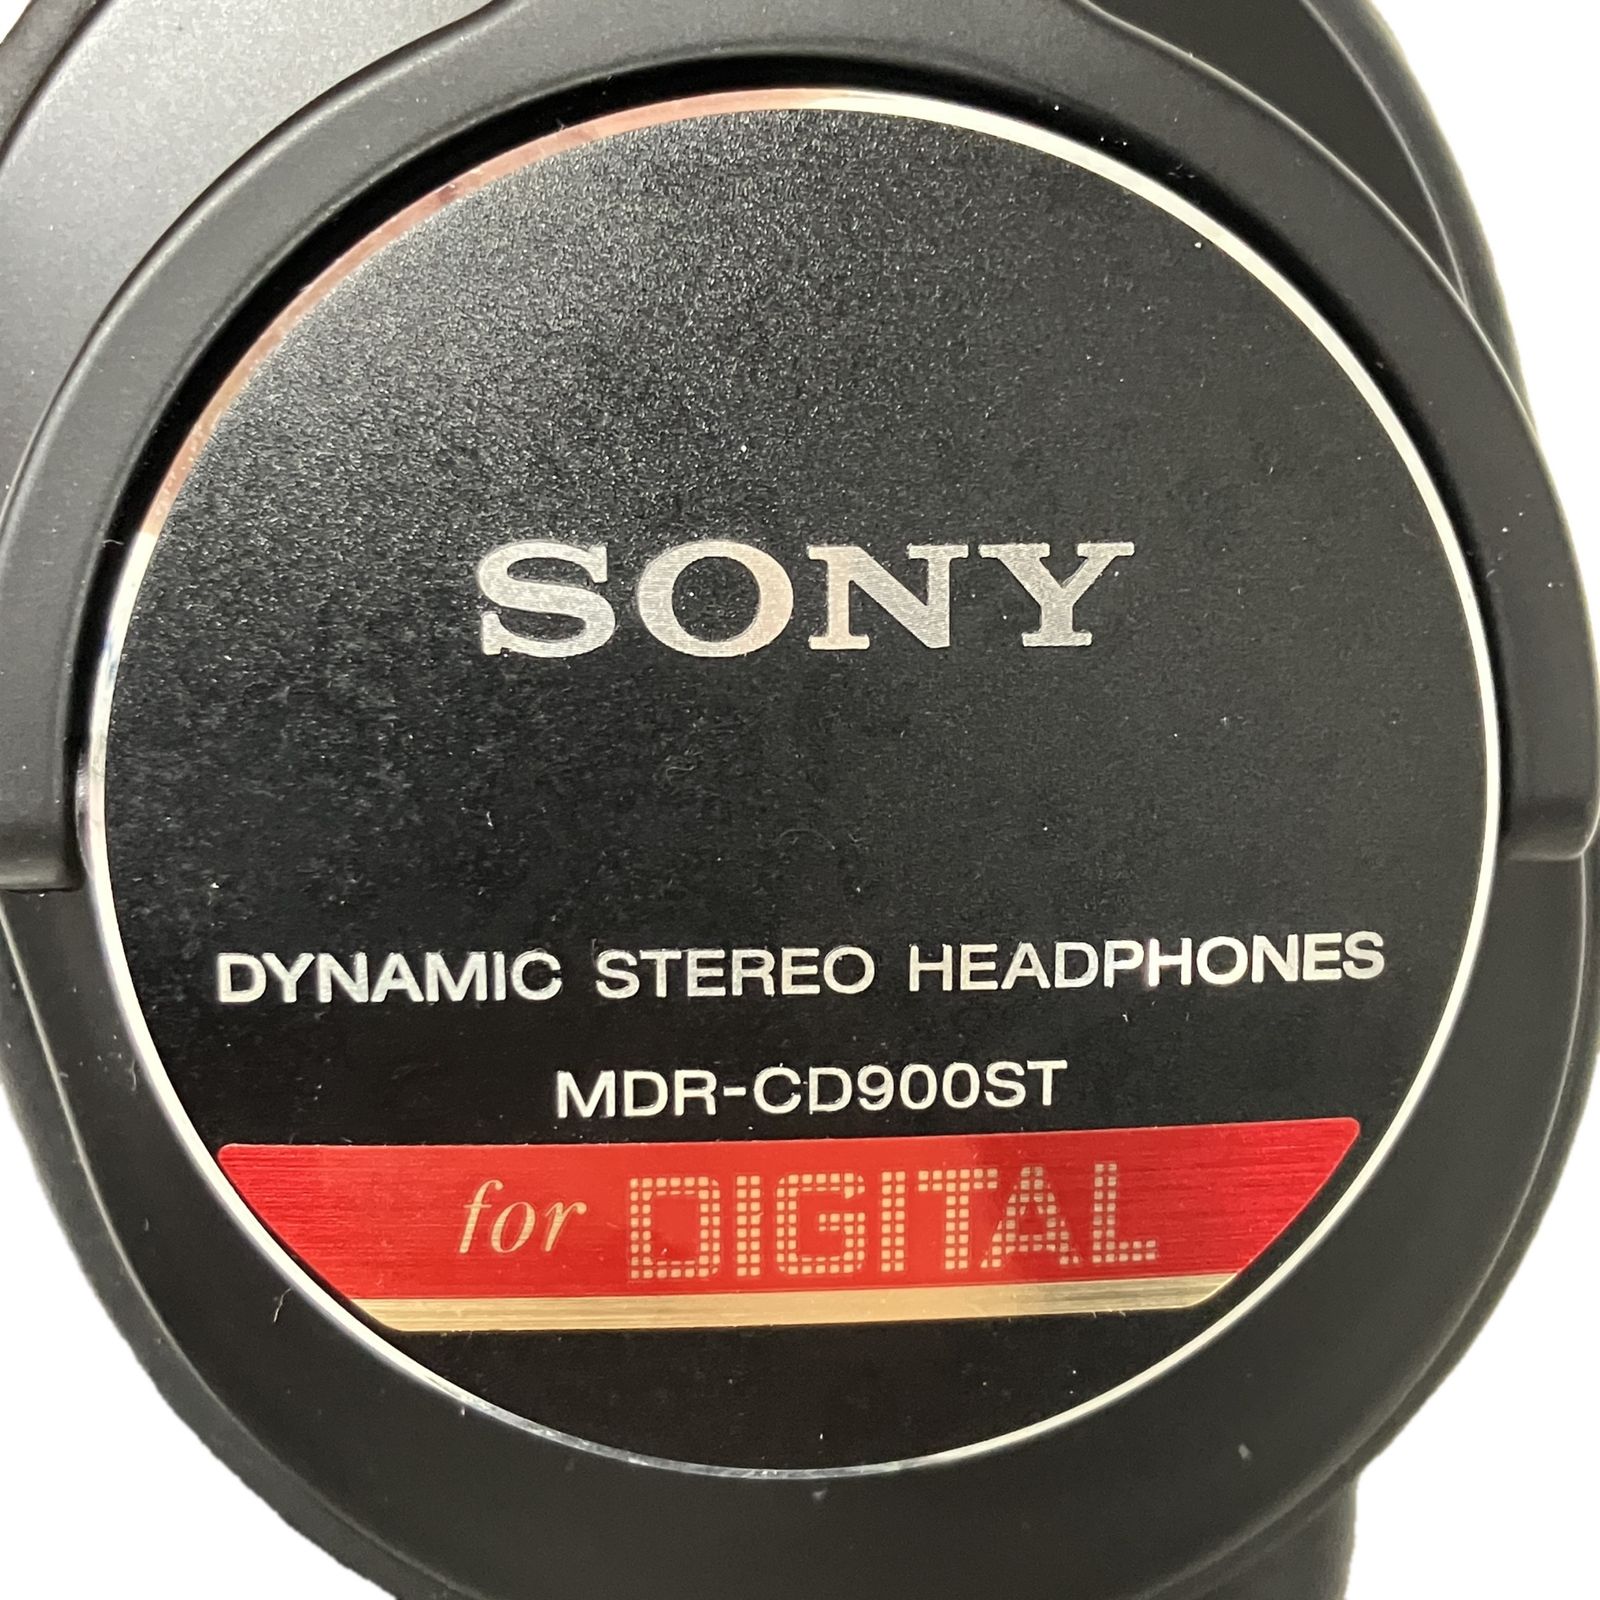 SONY
DYNAMIC STEREO HEADPHONES
MDR-CD900ST
for DIGITAL